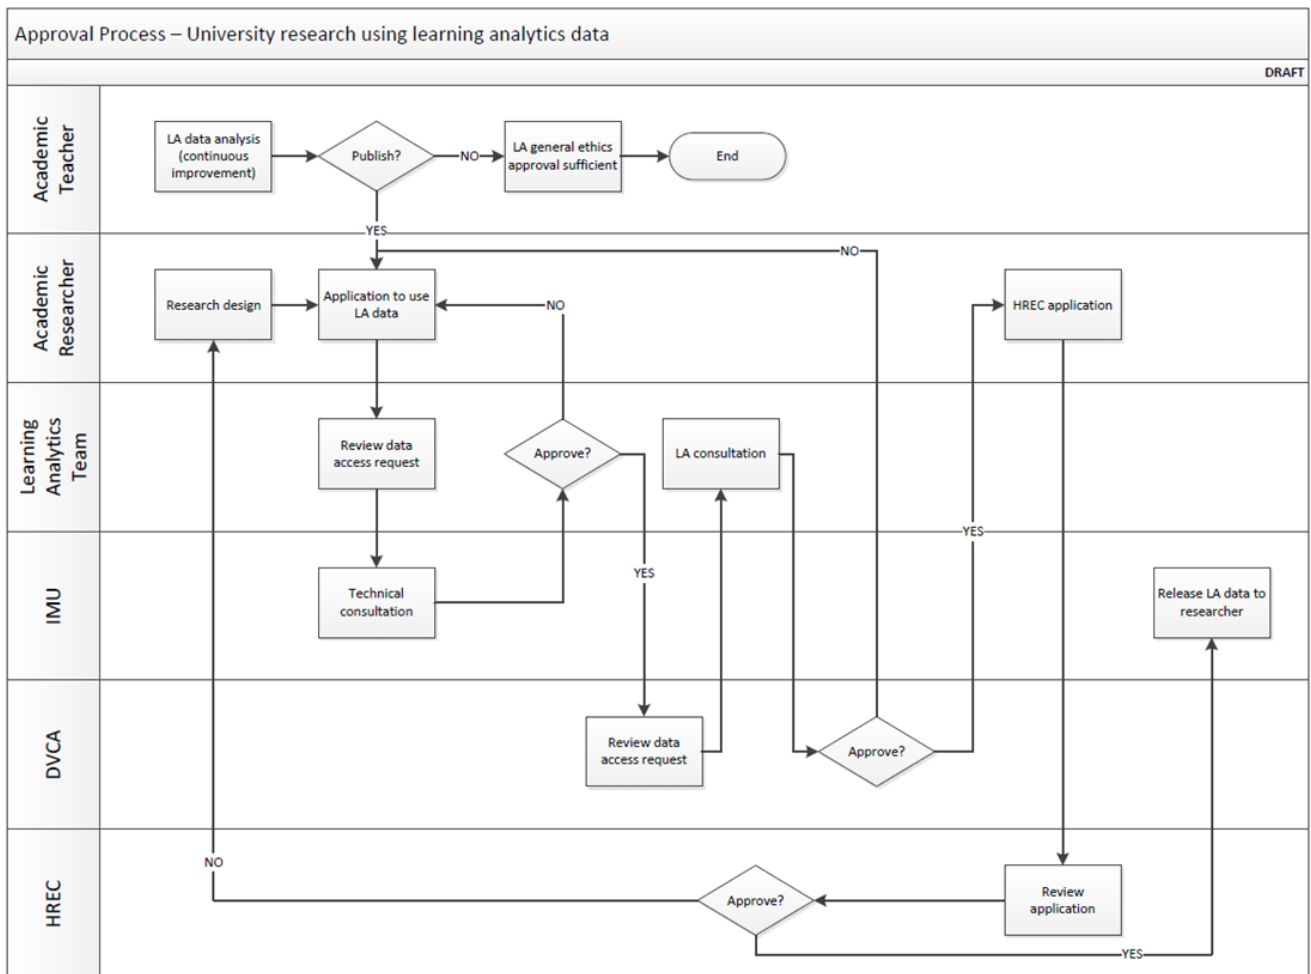 Approval Process – University research using learning analytics data
DRAFT
Academic
Teacher
LA data analysis
(continuous
improvement)
Publish?
NO
LA general ethics
approval sufficient
End
YES
Academic
Researcher
Research design
Application to use
LA data
NO
NO
HREC application
Learning
Analytics
Team
Review data
access request
Approve?
LA consultation
YES
IMU
Technical
consultation
YES
Release LA data to
researcher
DVCA
Review data
access request
Approve?
HREC
NO
Approve?
Review
application
YES